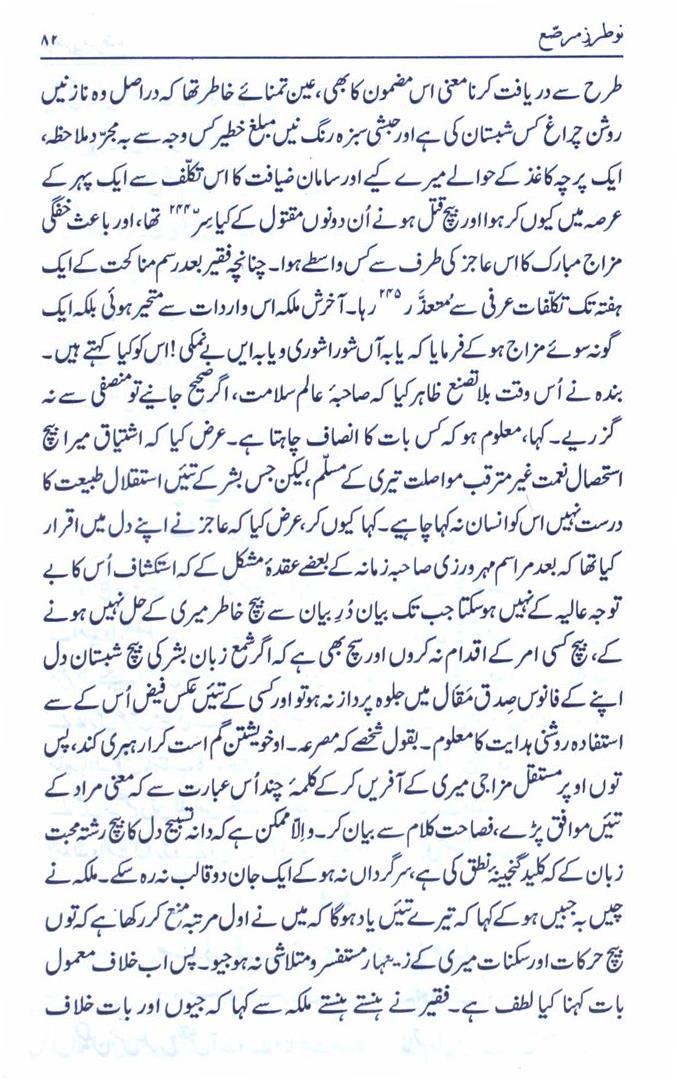 نوطرزِ مرصّع ۸۲
طرح سے دریافت کرنا معنی اس مضمون کا بھی، عین تمنائے خاطر تھا کہ دراصل وہ نازنیں
روشن چراغ کس شبستان کی ہے اور حبشی سبزہ رنگ نیں مبلغ خطیر کس وجہ سے بہ مجرّد ملاحظہ،
ایک پرچہ کاغذ کے حوالے میرے کیے اور سامان ضیافت کا اس تکلّف سے ایک پہر کے
عرصہ میں کیوں کر ہوا اور بیچ قتل ہونے اُن دونوں مقتول کے کیا سِرّ ۲۴۴ تھا، اور باعث خفگی
مزاج مبارک کا اس عاجز کی طرف سے کس واسطے ہوا۔ چنانچہ فقیر بعد رسم مناکحت کے ایک
ہفتہ تک تکلّفات عرفی سے مُتعذَّر ۲۴۵ رہا۔ آخرش ملکہ اس واردات سے متحیر ہوئی بلکہ ایک
گونہ سوئے مزاج ہو کے فرمایا کہ یا بہ آں شورا شوری و یا بہ ایں بے نمکی! اس کو کیا کہتے ہیں۔
بندہ نے اُس وقت بلا تصنع ظاہر کیا کہ صاحبۂ عالم سلامت، اگر صحیح جانیے تو منصفی سے نہ
گزریے۔ کہا، معلوم ہو کہ کس بات کا انصاف چاہتا ہے۔ عرض کیا کہ اشتیاق میرا بیچ
استحصال نعمت غیر مترقب مواصلت تیری کے مسلّم، لیکن جس بشر کے تئیں استقلال طبیعت کا
درست نہیں اس کو انسان نہ کہا چاہیے۔ کہا کیوں کر، عرض کیا کہ عاجز نے اپنے دل میں اقرار
کیا تھا کہ بعد مراسم مہر ورزی صاحبہ زمانہ کے بعضے عقدۂ مشکل کے کہ استکشاف اُس کا بے
توجہ عالیہ کے نہیں ہو سکتا جب تک بیان دُرِ بیان سے بیچ خاطر میری کے حل نہیں ہونے
کے، بیچ کسی امر کے اقدام نہ کروں اور سچ بھی ہے کہ اگر شمع زبان بشر کی بیچ شبستان دل
اپنے کے فانوس صِدق مَقال میں جلوہ پرداز نہ ہو تو اور کسی کے تئیں عکس فیض اُس کے سے
استفادہ روشنی ہدایت کا معلوم۔ بقول شخصے کہ مصرعہ۔ او خویشتن گم است کرا رہبری کند، پس
توں اوپر مستقل مزاجی میری کے آفریں کر کے کلمۂ چند اُس عبارت سے کہ معنی مراد کے
تئیں موافق پڑے، فصاحت کلام سے بیان کر۔ والّا ممکن ہے کہ دانہ تسبیح دل کا بیچ رشتہ محبت
زبان کے کہ کلید گنجینۂ نطق کی ہے، سرگرداں نہ ہو کے ایک جان دو قالب نہ رہ سکے۔ ملکہ نے
چیں بہ جبیں ہو کے کہا کہ تیرے تئیں یاد ہوگا کہ میں نے اول مرتبہ منع کر رکھا ہے کہ توں
بیچ حرکات اور سکنات میری کے زینہار مستفسر و متلاشی نہ ہو جیو۔ پس اب خلاف معمول
بات کہنا کیا لطف ہے۔ فقیر نے ہنستے ہنستے ملکہ سے کہا کہ جیوں اور بات خلاف